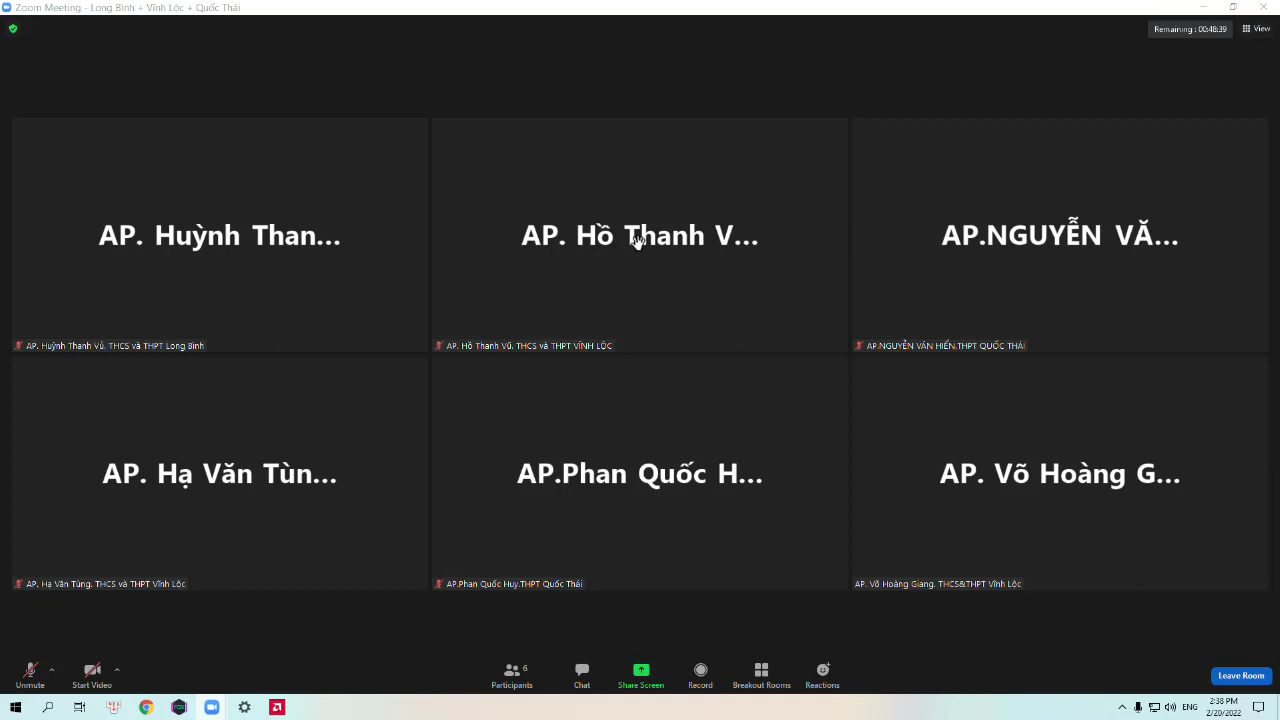 Zoom Meeting - Long Bình + Vĩnh Lộc + Quốc Thái
Remaining : 00:48:39
View
AP. Huỳnh Than...
AP. Hồ Thanh V...
AP.NGUYỄN VĂ...
AP. Huỳnh Thanh Vũ. THCS và THPT Long Bình
AP. Hồ Thanh Vũ. THCS và THPT VĨNH LỘC
AP.NGUYỄN VĂN HIỂN.THPT QUỐC THÁI
AP. Hạ Văn Tùn...
AP.Phan Quốc H...
AP. Võ Hoàng G...
AP. Hạ Văn Tùng. THCS và THPT Vĩnh Lộc
AP.Phan Quốc Huy.THPT Quốc Thái
AP. Võ Hoàng Giang. THCS&THPT Vĩnh Lộc
Unmute
Start Video
6
Participants
Chat
Share Screen
Record
Breakout Rooms
Reactions
Leave Room
ENG
2:38 PM
2/20/2022